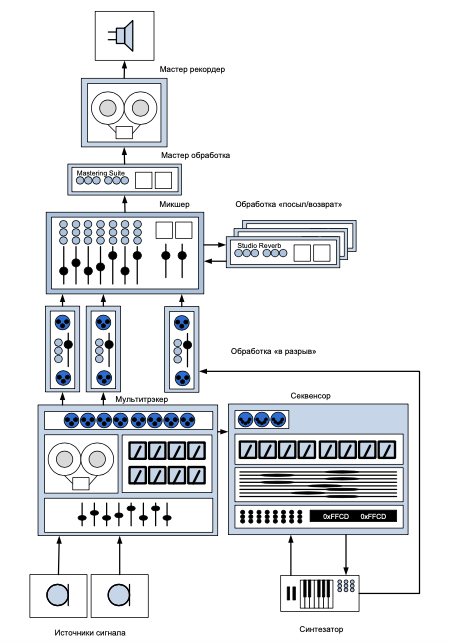 Мастер рекордер
Мастер обработка
Mastering Suite
Микшер
Обработка «посыл/возврат»
Studio Reverb
Обработка «в разрыв»
Мультитрэкер
Секвенсор
0xFFCD 0xFFCD
Источники сигнала
Синтезатор